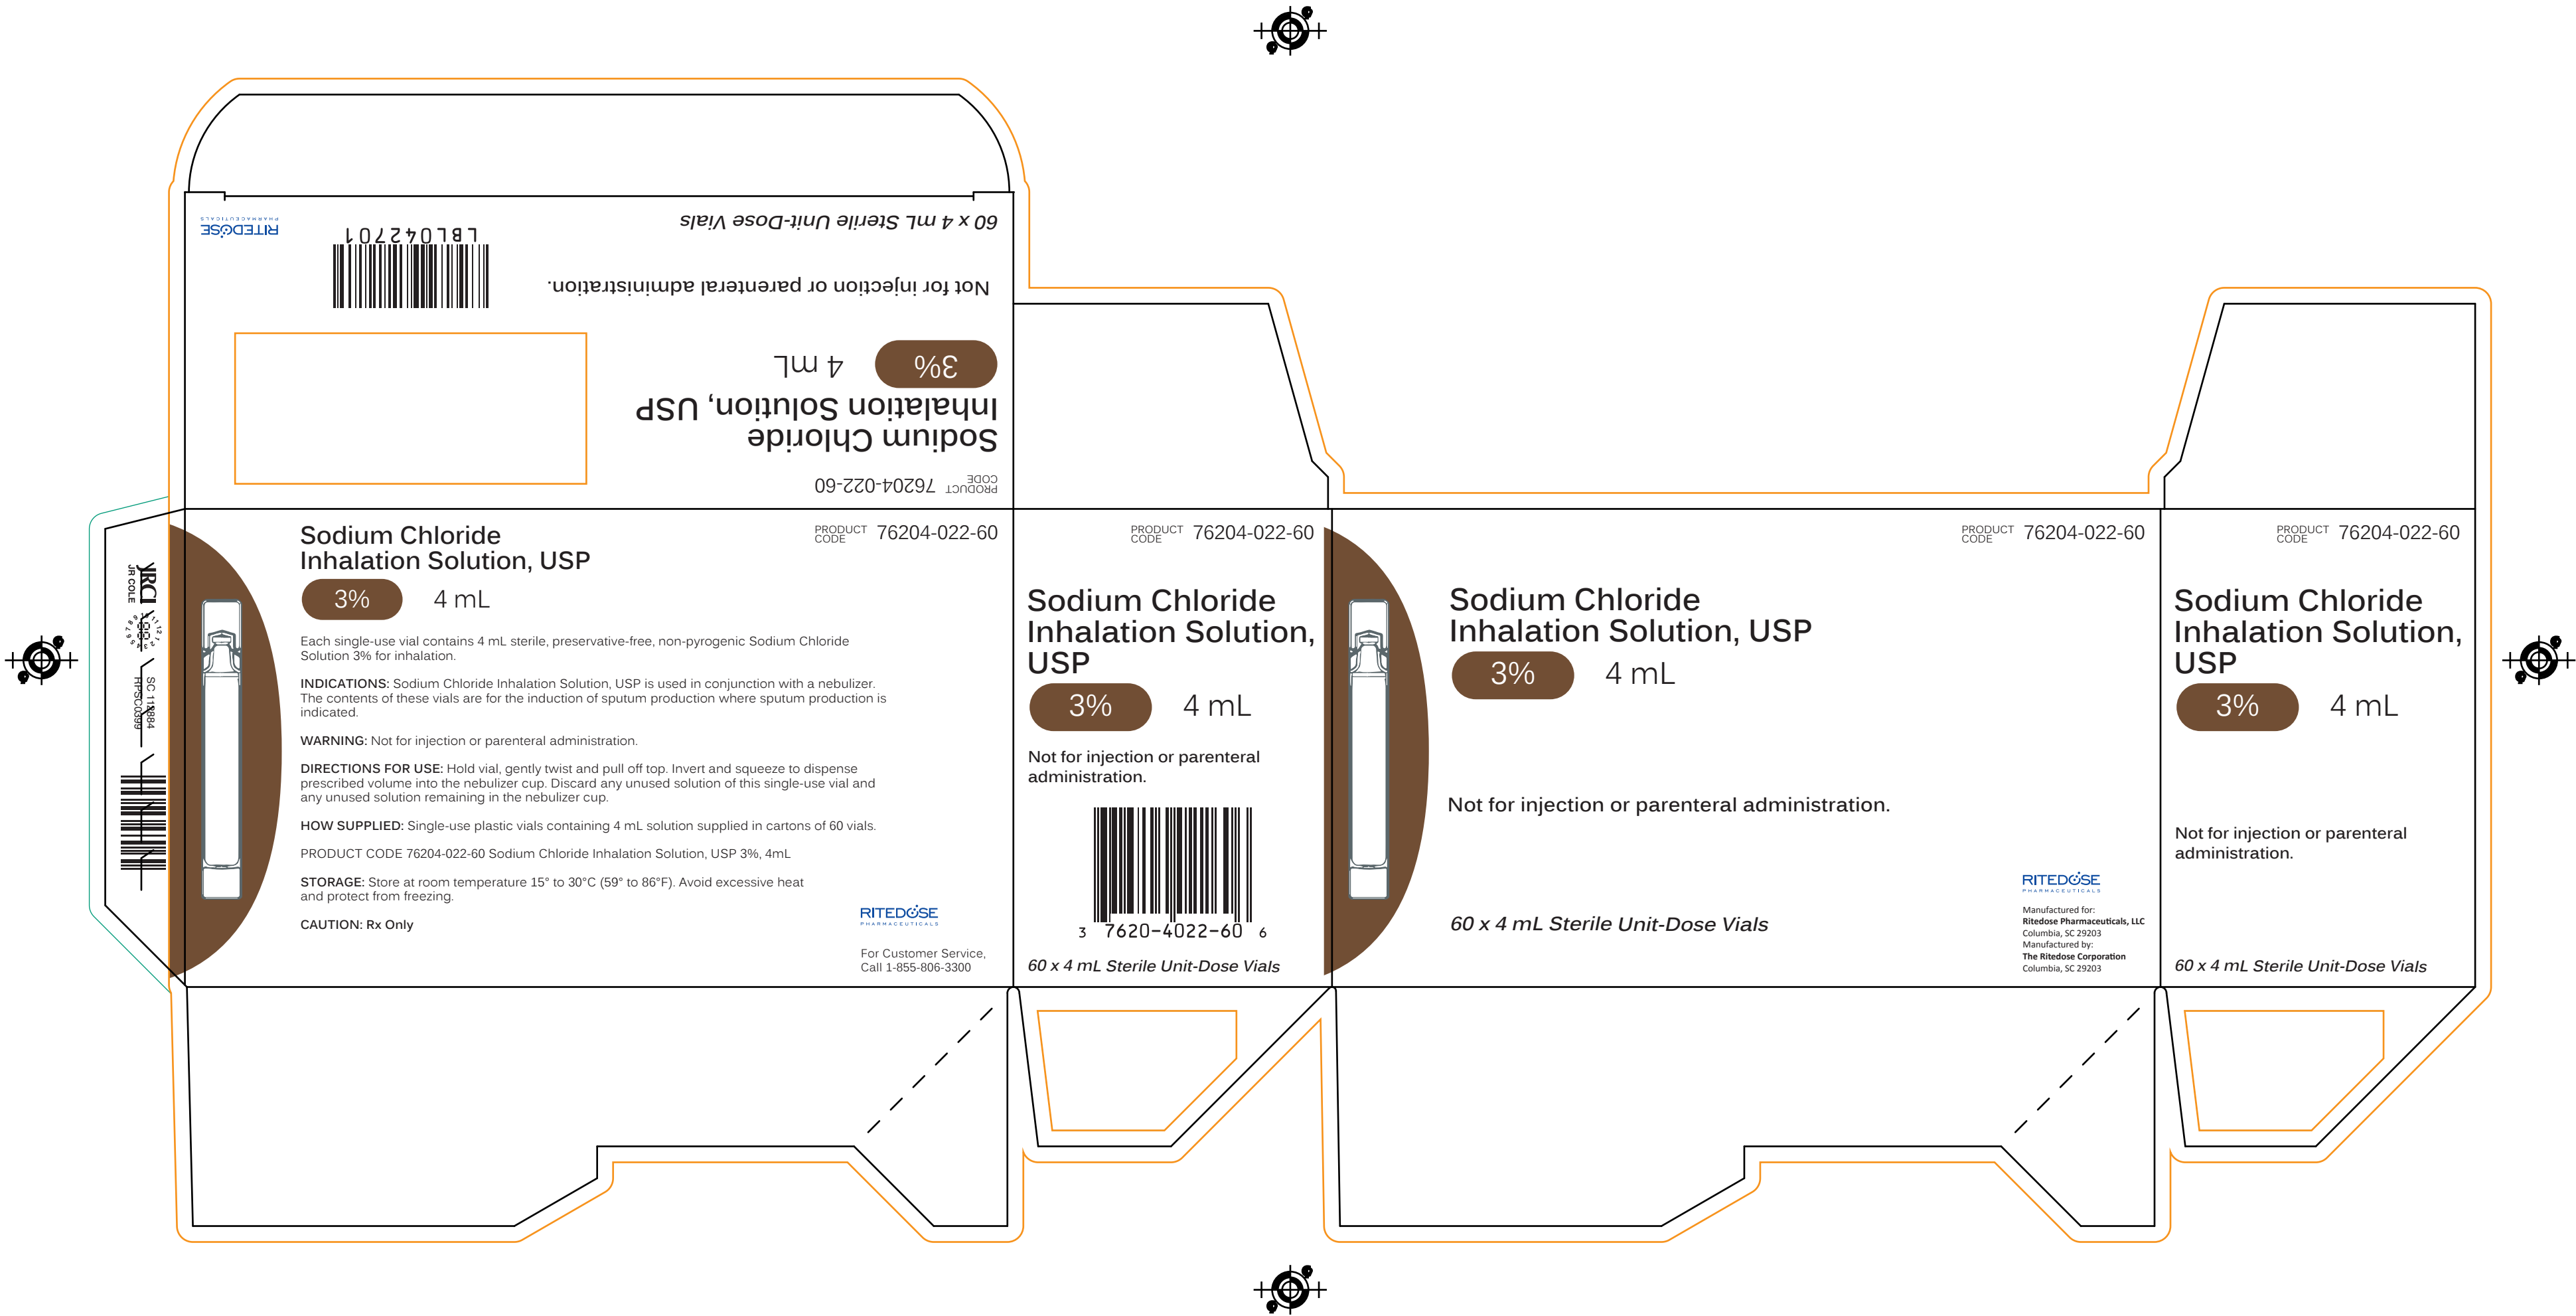 60 x 4 mL Sterile Unit-Dose Vials
LBL042701
RITEDOSE
PHARMACEUTICALS
Not for injection or parenteral administration.
3% 4 mL
Sodium Chloride
Inhalation Solution, USP
PRODUCT
CODE 76204-022-60
JRCI
JR COLE
SC 112884
RPSC0399
Sodium Chloride
Inhalation Solution, USP
PRODUCT
CODE 76204-022-60
3% 4 mL
Each single-use vial contains 4 mL sterile, preservative-free, non-pyrogenic Sodium Chloride
Solution 3% for inhalation.
INDICATIONS: Sodium Chloride Inhalation Solution, USP is used in conjunction with a nebulizer.
The contents of these vials are for the induction of sputum production where sputum production is
indicated.
WARNING: Not for injection or parenteral administration.
DIRECTIONS FOR USE: Hold vial, gently twist and pull off top. Invert and squeeze to dispense
prescribed volume into the nebulizer cup. Discard any unused solution of this single-use vial and
any unused solution remaining in the nebulizer cup.
HOW SUPPLIED: Single-use plastic vials containing 4 mL solution supplied in cartons of 60 vials.
PRODUCT CODE 76204-022-60 Sodium Chloride Inhalation Solution, USP 3%, 4mL
STORAGE: Store at room temperature 15° to 30°C (59° to 86°F). Avoid excessive heat
and protect from freezing.
CAUTION: Rx Only
RITEDOSE
PHARMACEUTICALS
For Customer Service,
Call 1-855-806-3300
PRODUCT
CODE 76204-022-60
Sodium Chloride
Inhalation Solution,
USP
3% 4 mL
Not for injection or parenteral
administration.
3 7620-4022-60 6
60 x 4 mL Sterile Unit-Dose Vials
PRODUCT
CODE 76204-022-60
Sodium Chloride
Inhalation Solution, USP
3% 4 mL
Not for injection or parenteral administration.
60 x 4 mL Sterile Unit-Dose Vials
RITEDOSE
PHARMACEUTICALS
Manufactured for:
Ritedose Pharmaceuticals, LLC
Columbia, SC 29203
Manufactured by:
The Ritedose Corporation
Columbia, SC 29203
PRODUCT
CODE 76204-022-60
Sodium Chloride
Inhalation Solution,
USP
3% 4 mL
Not for injection or parenteral
administration.
60 x 4 mL Sterile Unit-Dose Vials